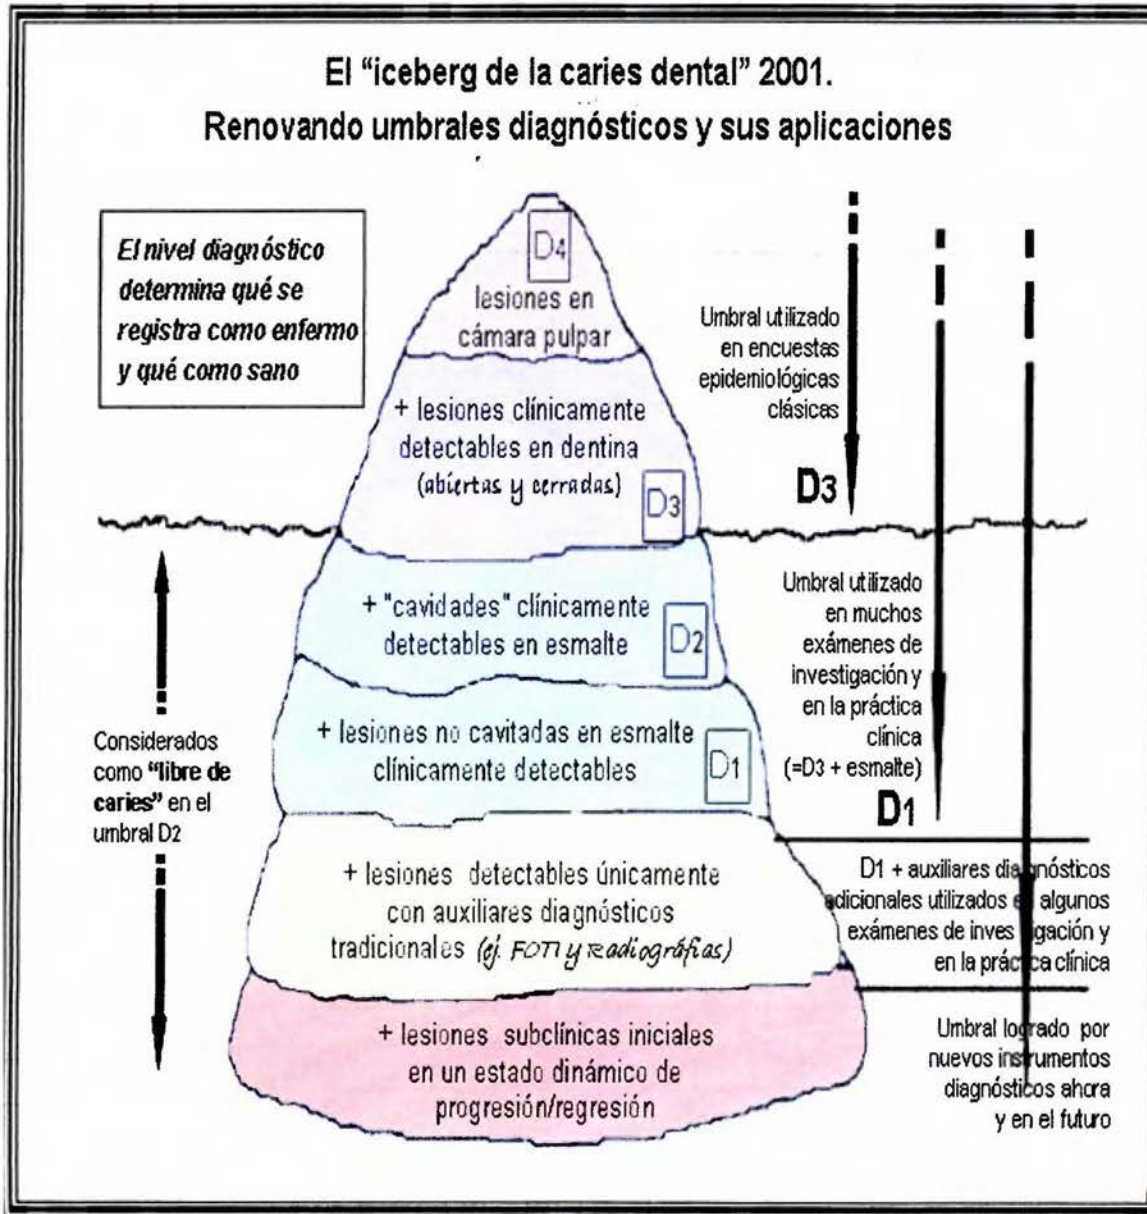 El "iceberg de la caries dental" 2001.
Renovando umbrales diagnósticos y sus aplicaciones
El nivel diagnóstico
determina qué se
registra como enfermo
y qué como sano
D4
lesiones en
cámara pulpar
+ lesiones clínicamente
detectables en dentina
(abiertas y cerradas)
D3
+ "cavidades" clínicamente
detectables en esmalte
D2
+ lesiones no cavitadas en esmalte
clínicamente detectables
D1
+ lesiones detectables únicamente
con auxiliares diagnósticos
tradicionales (ej. FOTI y Radiográfias)
+ lesiones subclínicas iniciales
en un estado dinámico de
progresión/regresión
Considerados
como "libre de
caries" en el
umbral D2
Umbral utilizado
en encuestas
epidemiológicas
clásicas
D3
Umbral utilizado
en muchos
exámenes de
investigación y
en la práctica
clínica
(=D3 + esmalte)
D1
D1 + auxiliares diagnósticos
adicionales utilizados en algunos
exámenes de investigación y
en la práctica clínica
Umbral logrado por
nuevos instrumentos
diagnósticos ahora
y en el futuro